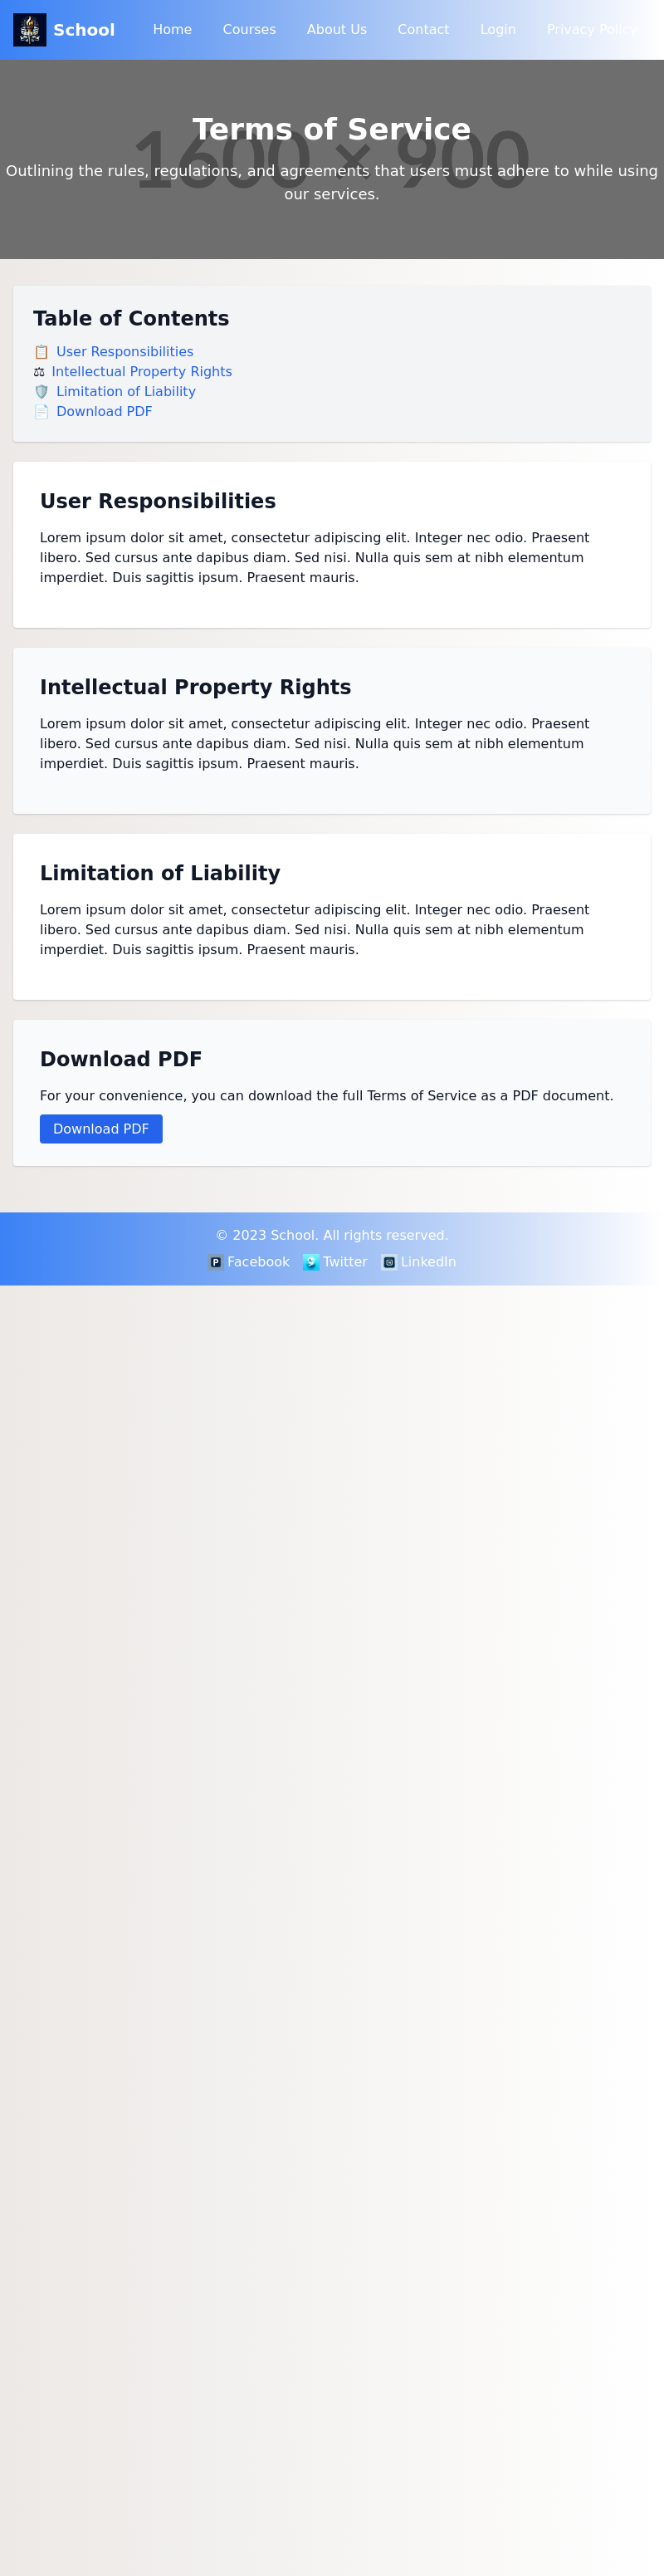 School
Home
Courses
About Us
Contact
Login
Privacy Policy
1600 × 900
Terms of Service
Outlining the rules, regulations, and agreements that users must adhere to while using
our services.
Table of Contents
📋 User Responsibilities
⚖ Intellectual Property Rights
🛡️ Limitation of Liability
📄 Download PDF
User Responsibilities
Lorem ipsum dolor sit amet, consectetur adipiscing elit. Integer nec odio. Praesent
libero. Sed cursus ante dapibus diam. Sed nisi. Nulla quis sem at nibh elementum
imperdiet. Duis sagittis ipsum. Praesent mauris.
Intellectual Property Rights
Lorem ipsum dolor sit amet, consectetur adipiscing elit. Integer nec odio. Praesent
libero. Sed cursus ante dapibus diam. Sed nisi. Nulla quis sem at nibh elementum
imperdiet. Duis sagittis ipsum. Praesent mauris.
Limitation of Liability
Lorem ipsum dolor sit amet, consectetur adipiscing elit. Integer nec odio. Praesent
libero. Sed cursus ante dapibus diam. Sed nisi. Nulla quis sem at nibh elementum
imperdiet. Duis sagittis ipsum. Praesent mauris.
Download PDF
For your convenience, you can download the full Terms of Service as a PDF document.
Download PDF
© 2023 School. All rights reserved.
P Facebook
Twitter
LinkedIn